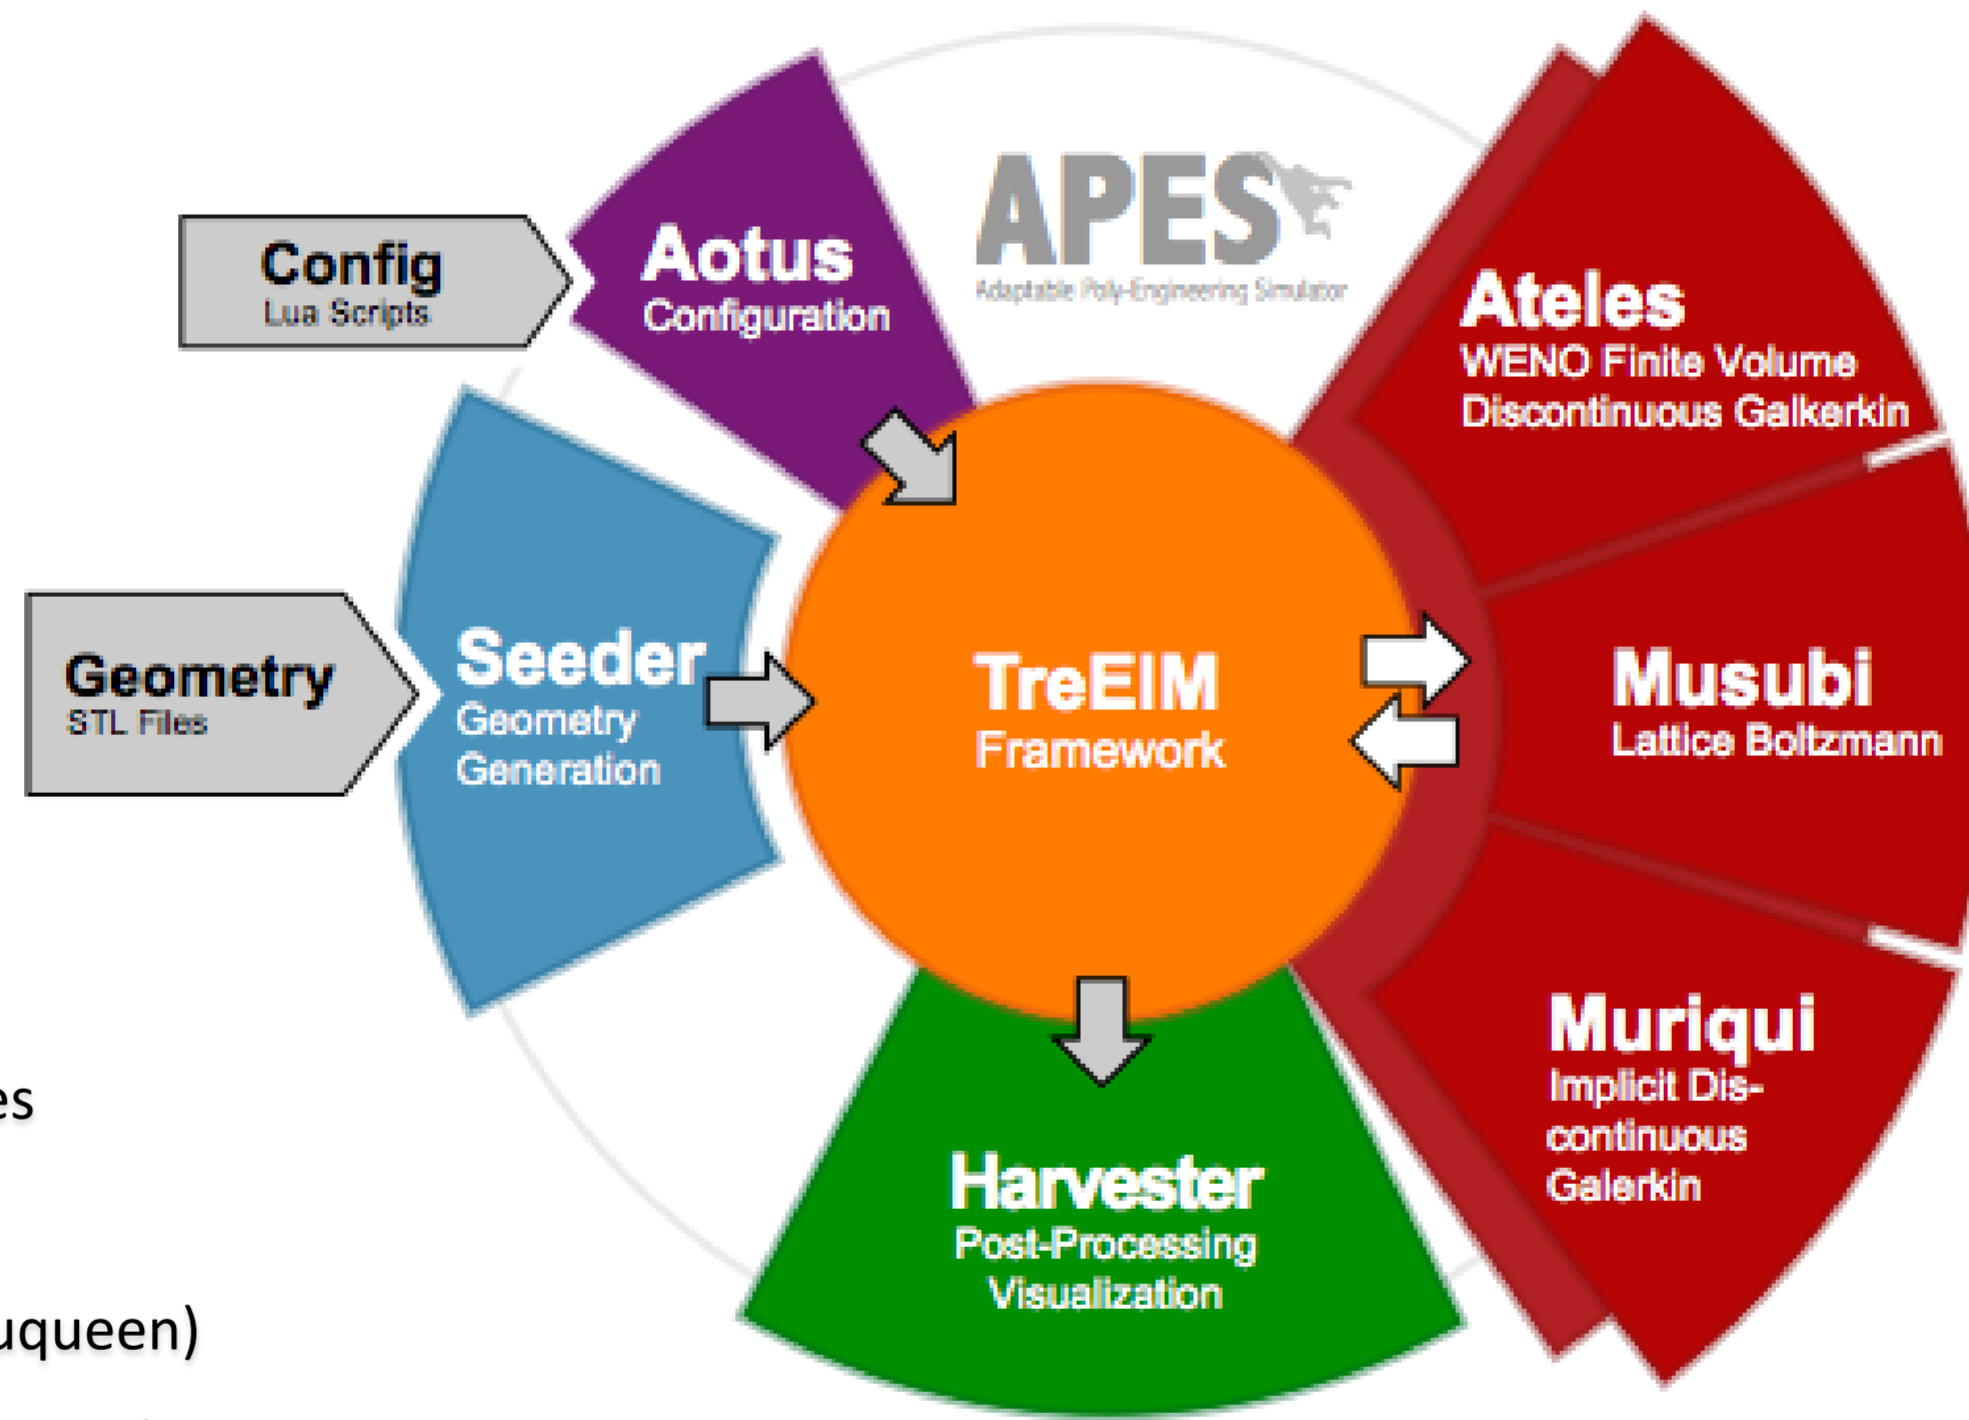 APES
Adaptable Poly-Engineering Simulator
Config
Lua Scripts
Aotus
Configuration
Ateles
WENO Finite Volume
Discontinuous Galkerkin
Geometry
STL Files
Seeder
Geometry
Generation
TreElM
Framework
Musubi
Lattice Boltzmann
Muriqui
Implicit Dis-
continuous
Galerkin
Harvester
Post-Processing
Visualization
es
uqueen)